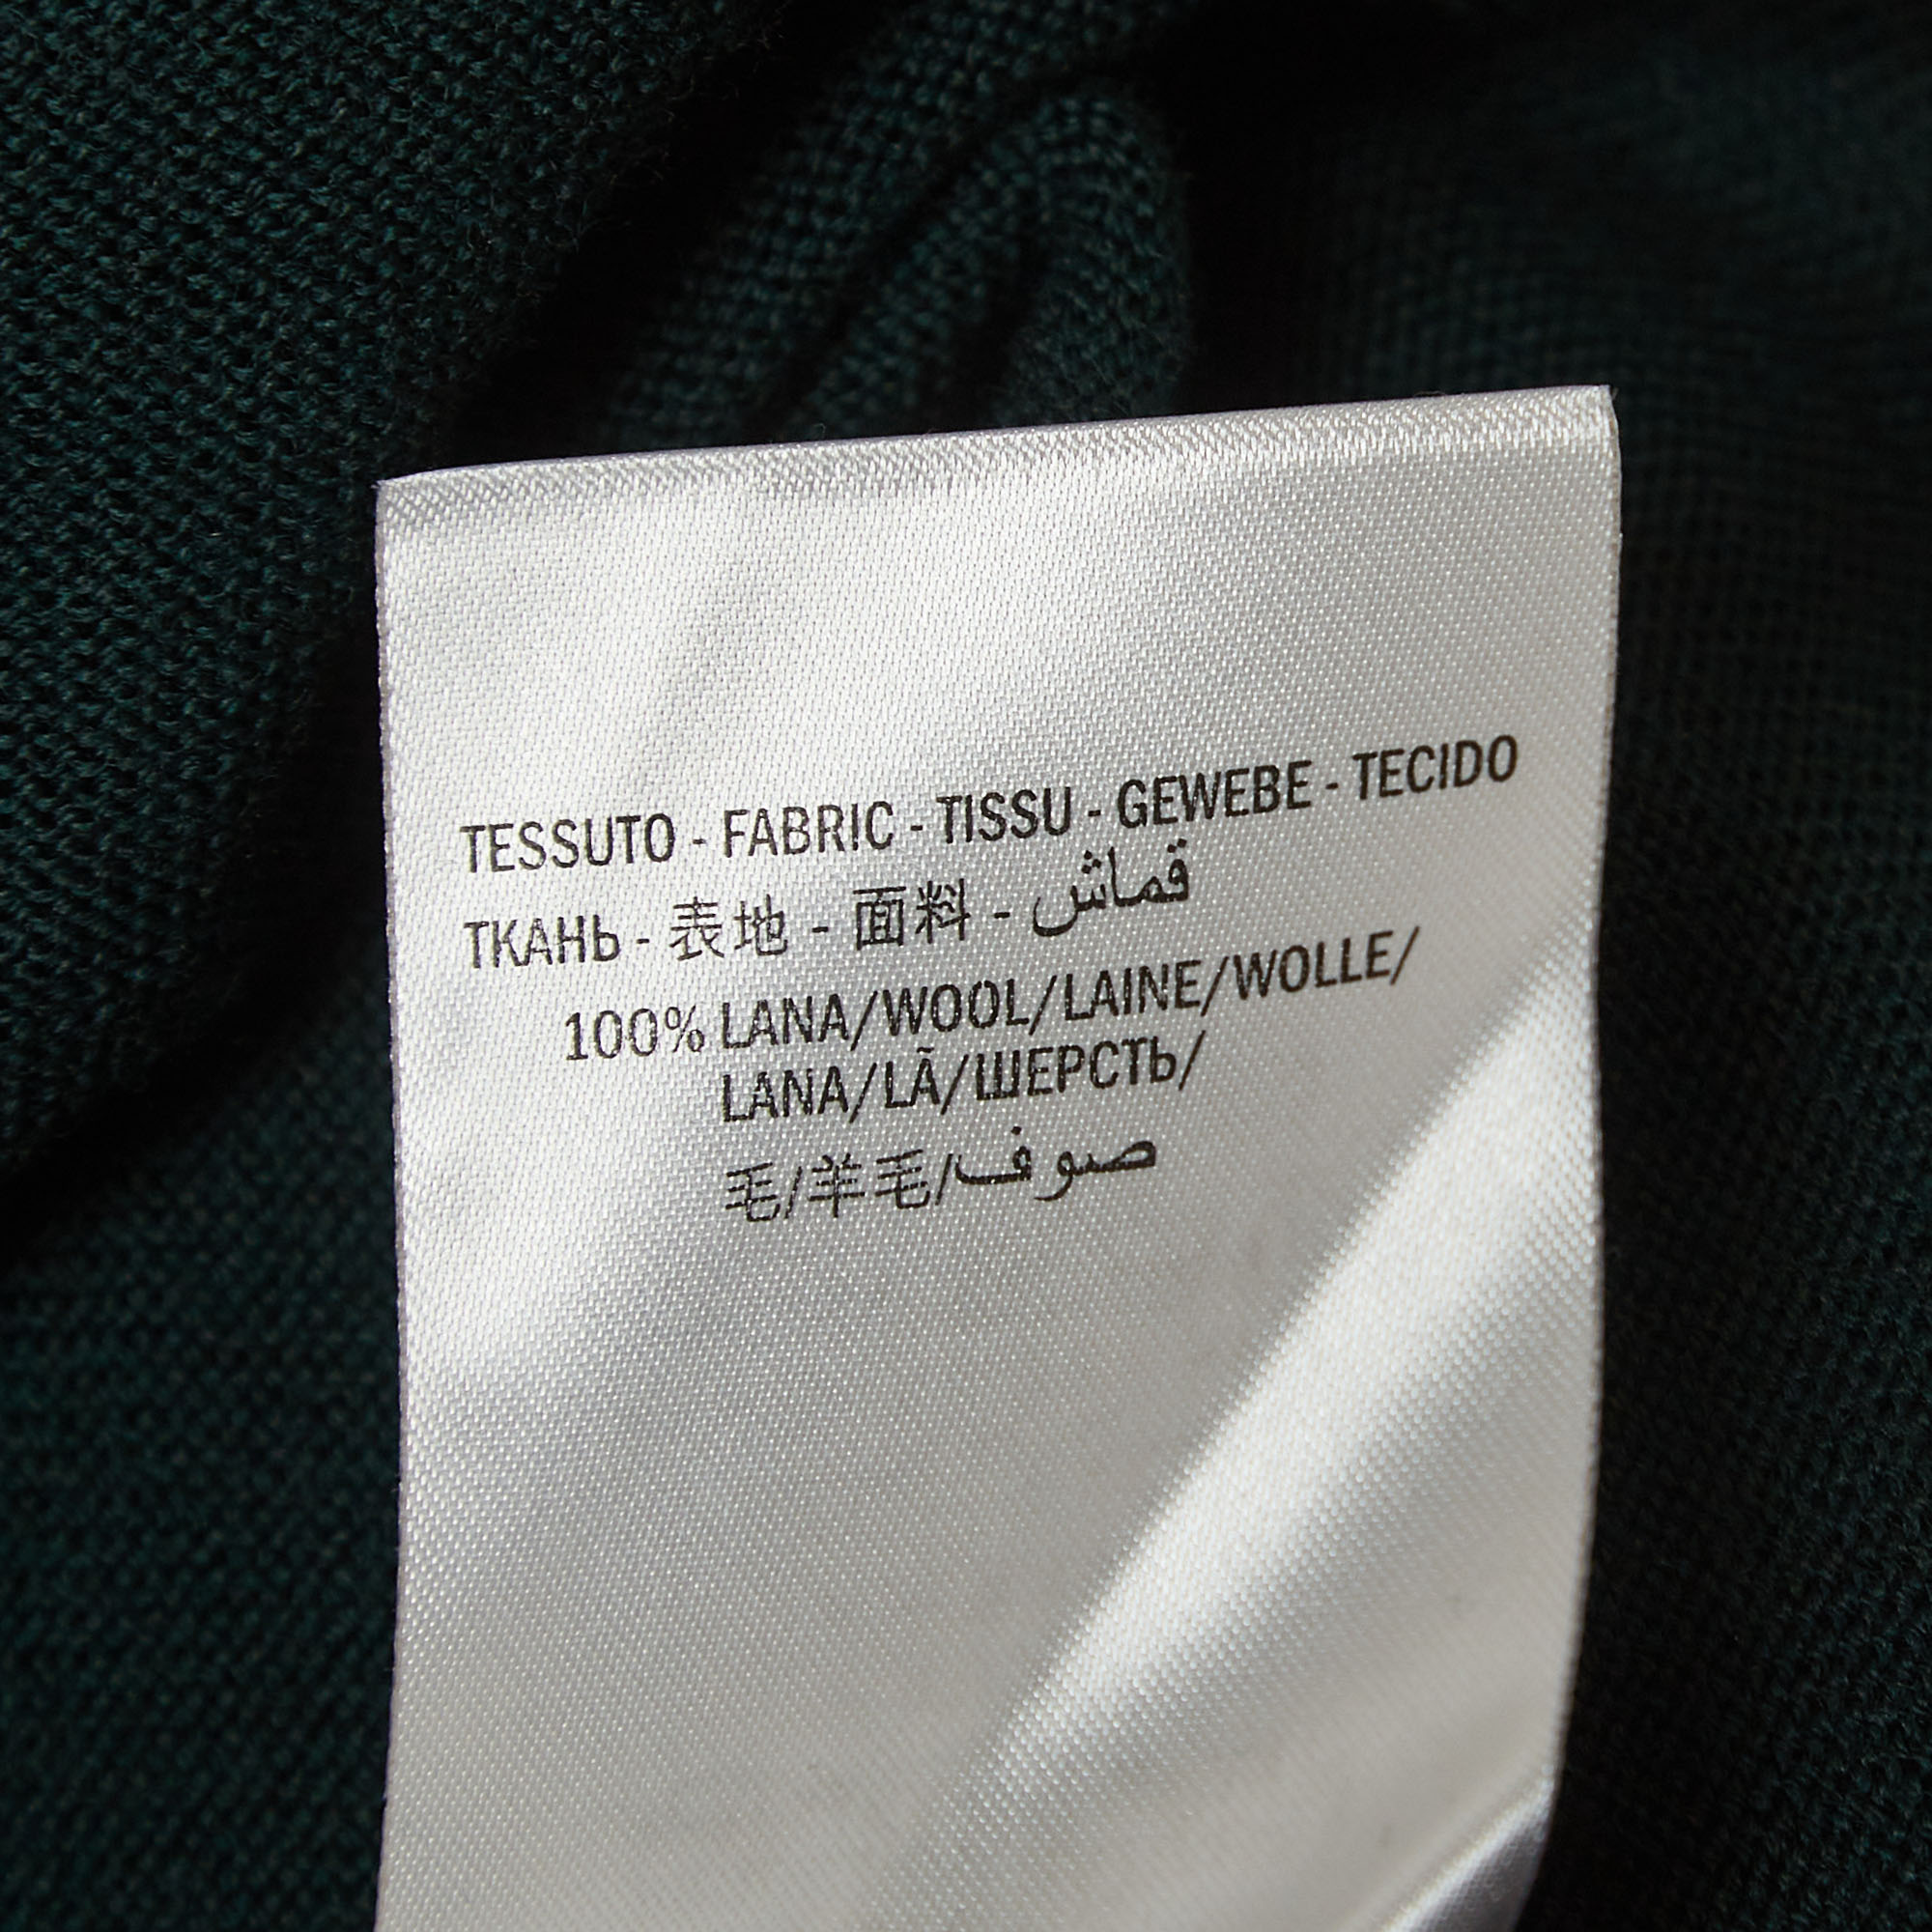 TESSUTO - FABRIC - TISSU - GEWEBE - TECIDO
ТКАНЬ - 表地 - 面料 - قماش
100% LANA/WOOL/LAINE/WOLLE/
LANA/LÃ/ШЕРСТЬ/
毛/羊毛/صوف